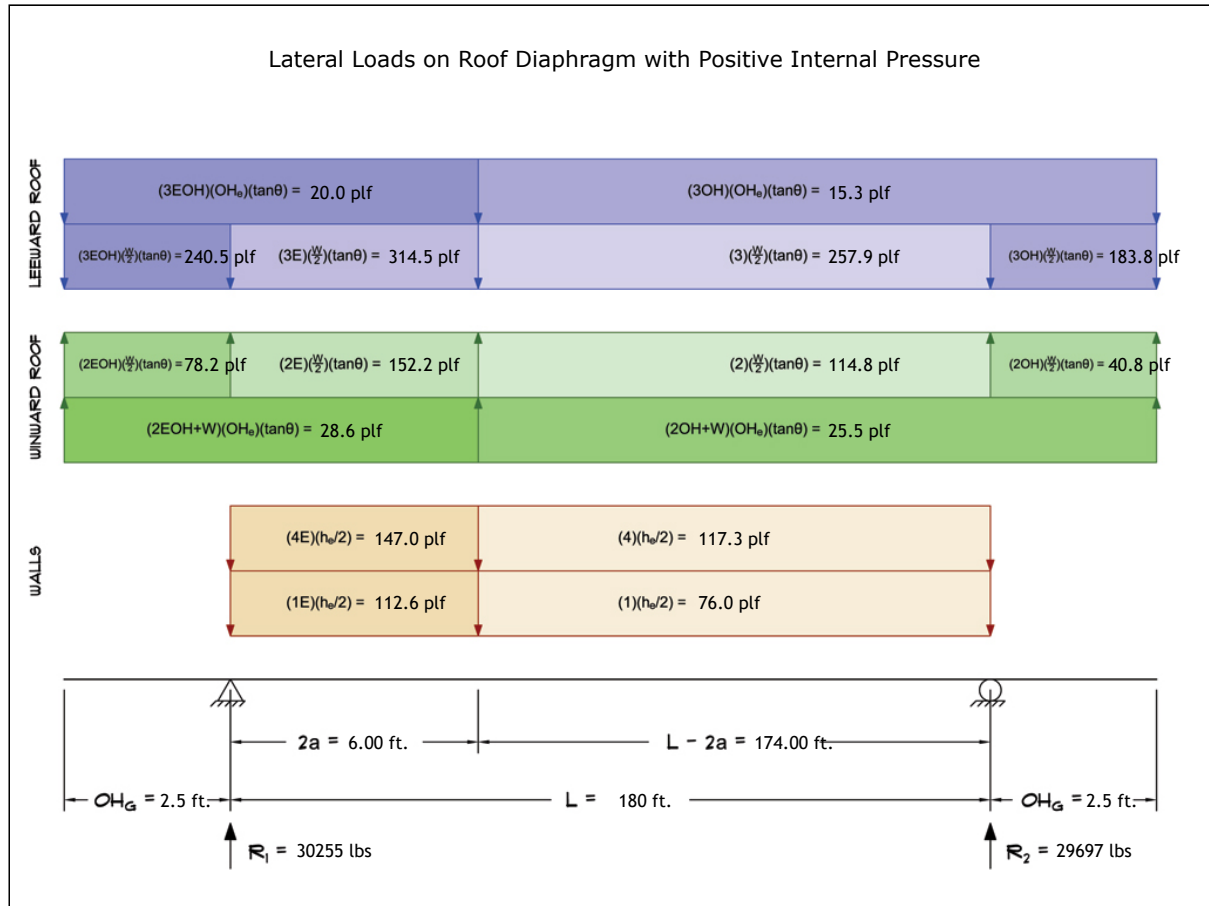 Lateral Loads on Roof Diaphragm with Positive Internal Pressure
LEEWARD ROOF
(3EOH)(OHₑ)(tanθ) = 20.0 plf
(3OH)(OHₑ)(tanθ) = 15.3 plf
(3EOH)(W/2)(tanθ) = 240.5 plf
(3E)(W/2)(tanθ) = 314.5 plf
(3)(W/2)(tanθ) = 257.9 plf
(3OH)(W/2)(tanθ) = 183.8 plf
WINWARD ROOF
(2EOH)(W/2)(tanθ) = 78.2 plf
(2E)(W/2)(tanθ) = 152.2 plf
(2)(W/2)(tanθ) = 114.8 plf
(2OH)(W/2)(tanθ) = 40.8 plf
(2EOH+W)(OHₑ)(tanθ) = 28.6 plf
(2OH+W)(OHₑ)(tanθ) = 25.5 plf
WALLS
(4E)(hₑ/2) = 147.0 plf
(4)(hₑ/2) = 117.3 plf
(1E)(hₑ/2) = 112.6 plf
(1)(hₑ/2) = 76.0 plf
2a = 6.00 ft.
L - 2a = 174.00 ft.
OH_G = 2.5 ft.
L = 180 ft.
OH_G = 2.5 ft.
R₁ = 30255 lbs
R₂ = 29697 lbs